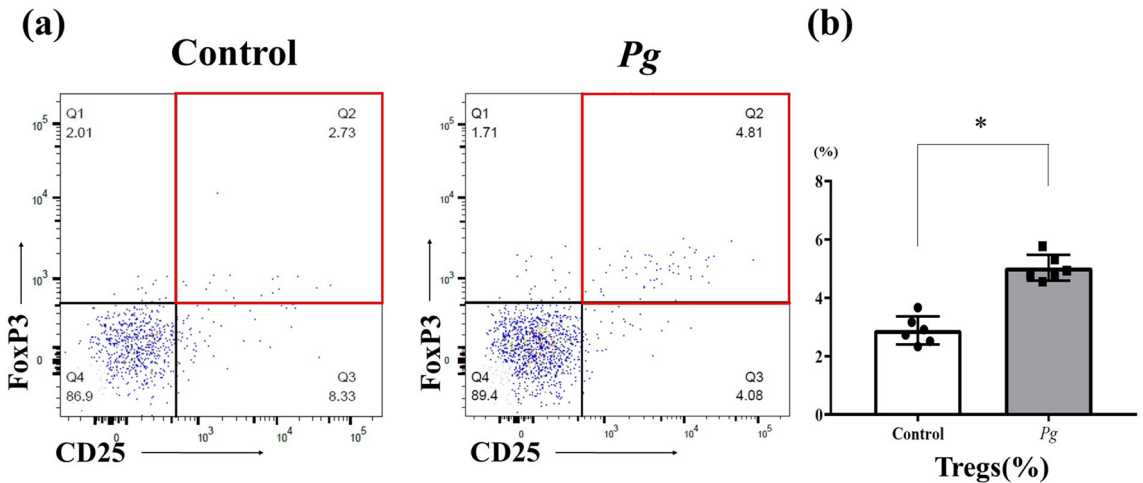 (a)
Control
Pg
Q1
2.01
Q2
2.73
Q4
86.9
Q3
8.33
10⁵
10⁴
10³
0
0
10³
10⁴
10⁵
FoxP3
CD25
Q1
1.71
Q2
4.81
Q4
89.4
Q3
4.08
10⁵
10⁴
10³
0
0
10³
10⁴
10⁵
FoxP3
CD25
(b)
*
(%)
8
6
4
2
0
Control
Pg
Tregs(%)